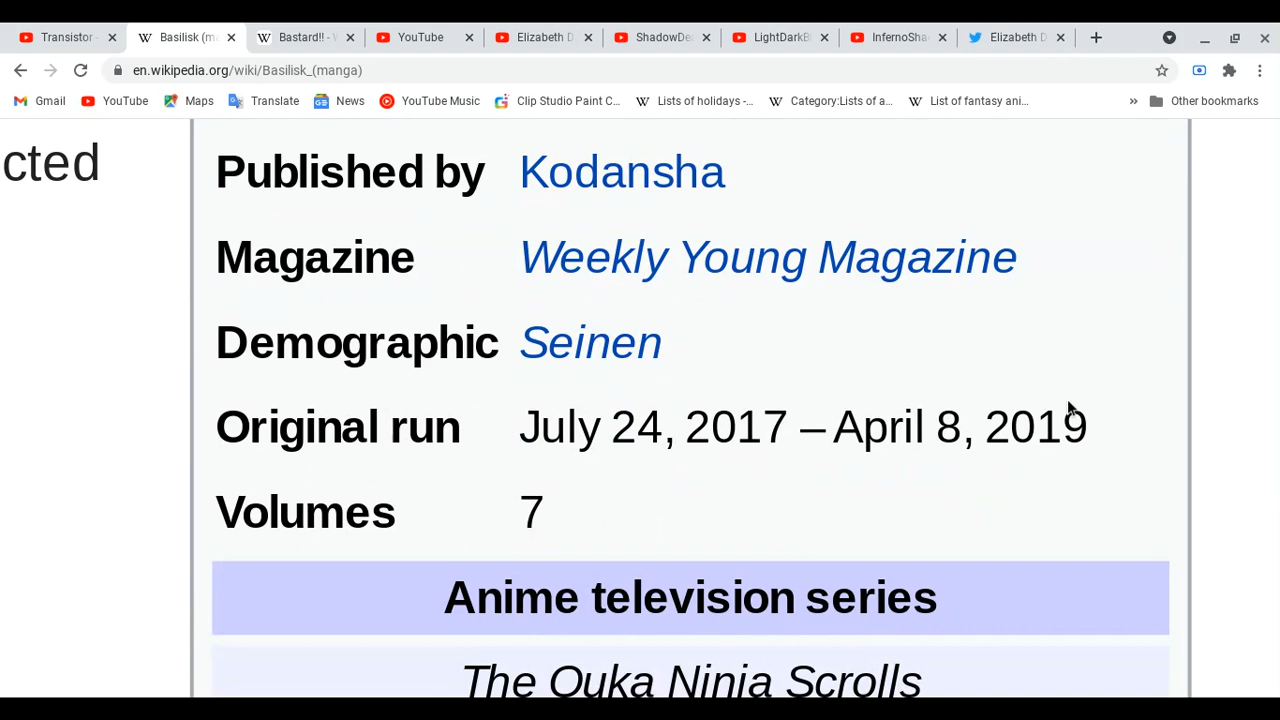 Transistor -
Basilisk (m
Bastard!! - W
YouTube
Elizabeth D
ShadowDe
LightDarkB
InfernoSha
Elizabeth D
en.wikipedia.org/wiki/Basilisk_(manga)
Gmail
YouTube
Maps
Translate
News
YouTube Music
Clip Studio Paint C...
Lists of holidays -...
Category:Lists of a...
List of fantasy ani...
»
Other bookmarks
cted
Published by Kodansha
Magazine Weekly Young Magazine
Demographic Seinen
Original run July 24, 2017 – April 8, 2019
Volumes 7
Anime television series
The Ouka Ninja Scrolls